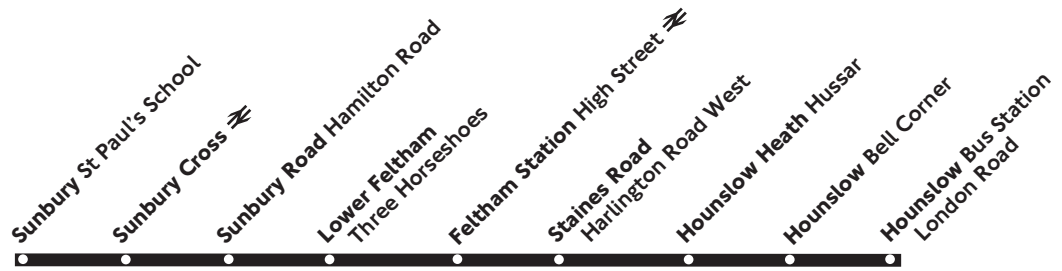 Sunbury St Paul's School
Sunbury Cross
Sunbury Road Hamilton Road
Lower Feltham
Three Horseshoes
Feltham Station High Street
Staines Road
Harlington Road West
Hounslow Heath Hussar
Hounslow Bell Corner
Hounslow Bus Station
London Road